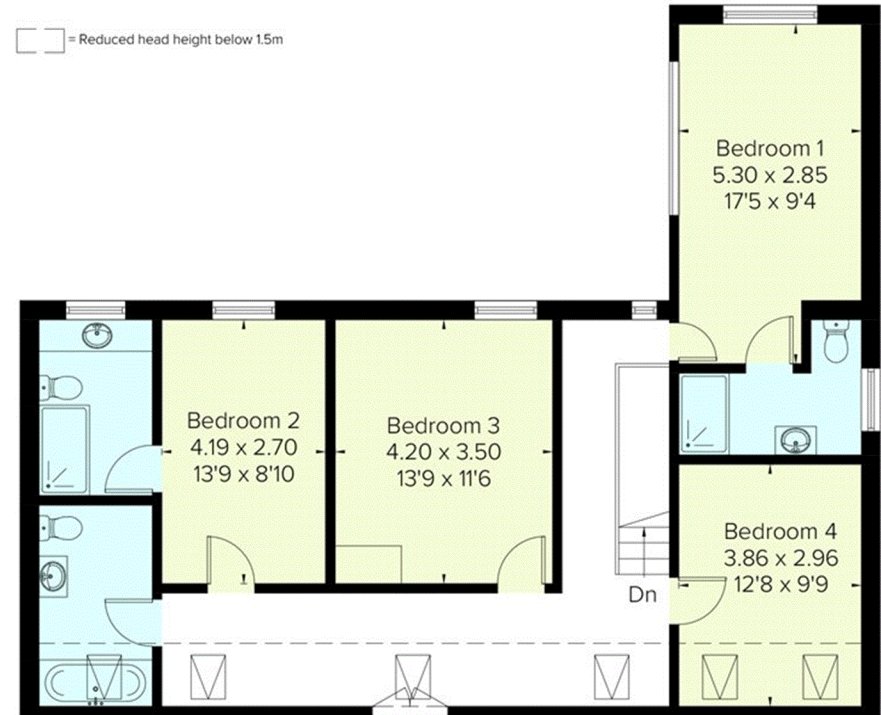 = Reduced head height below 1.5m
Bedroom 1
5.30 x 2.85
17'5 x 9'4
Bedroom 2
4.19 x 2.70
13'9 x 8'10
Bedroom 3
4.20 x 3.50
13'9 x 11'6
Bedroom 4
3.86 x 2.96
12'8 x 9'9
Dn